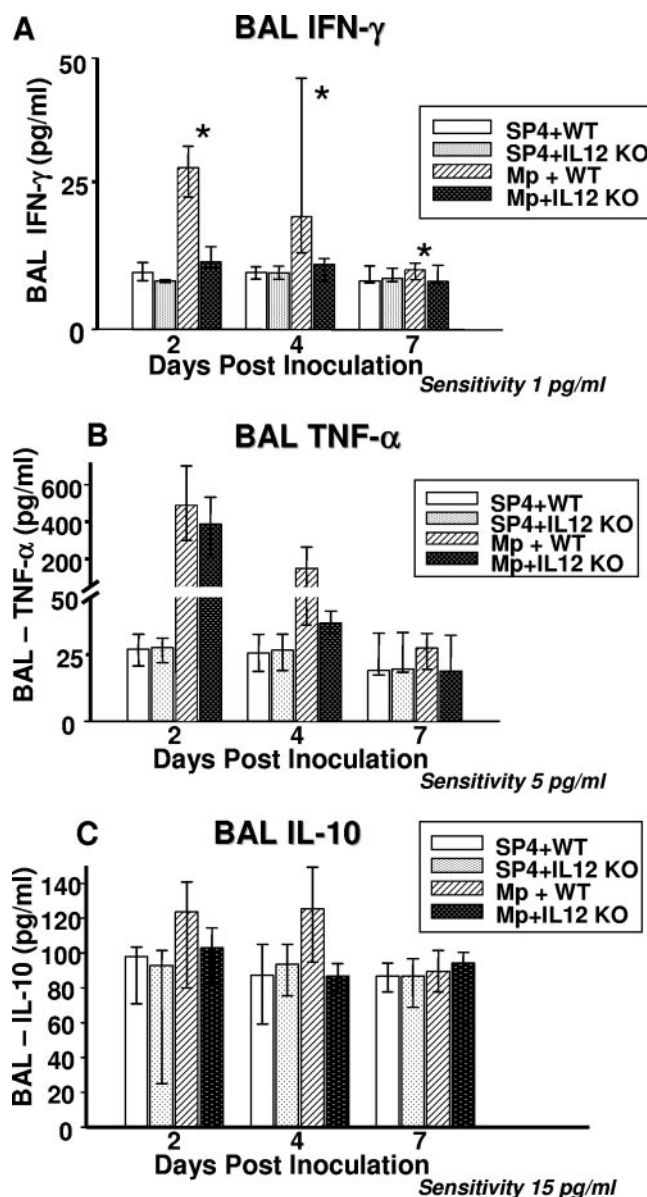 A
BAL IFN-γ
BAL IFN-γ (pg/ml)
50
25
0
*
*
*
SP4+WT
SP4+IL12 KO
Mp + WT
Mp+IL12 KO
2
4
7
Days Post Inoculation
Sensitivity 1 pg/ml
B
BAL TNF-α
BAL – TNF-α (pg/ml)
600
400
200
50
25
0
SP4+WT
SP4+IL12 KO
Mp + WT
Mp+IL12 KO
2
4
7
Days Post Inoculation
Sensitivity 5 pg/ml
C
BAL IL-10
BAL – IL-10 (pg/ml)
140
120
100
80
60
40
20
0
SP4+WT
SP4+IL12 KO
Mp + WT
Mp+IL12 KO
2
4
7
Days Post Inoculation
Sensitivity 15 pg/ml